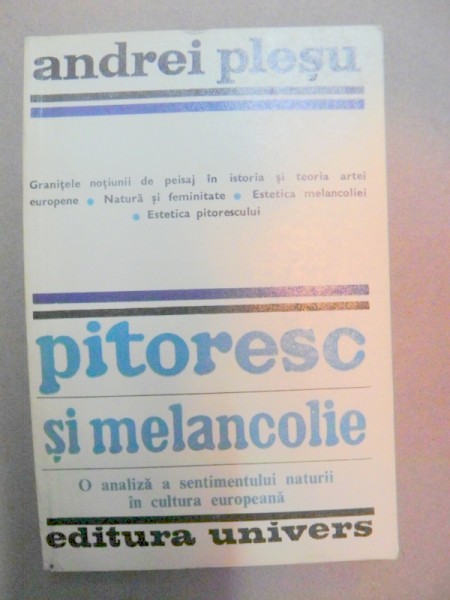 andrei pleșu
Granițele noțiunii de peisaj în istoria și teoria artei
europene • Natură și feminitate • Estetica melancoliei
• Estetica pitorescului
pitoresc
și melancolie
O analiză a sentimentului naturii
în cultura europeană
editura univers